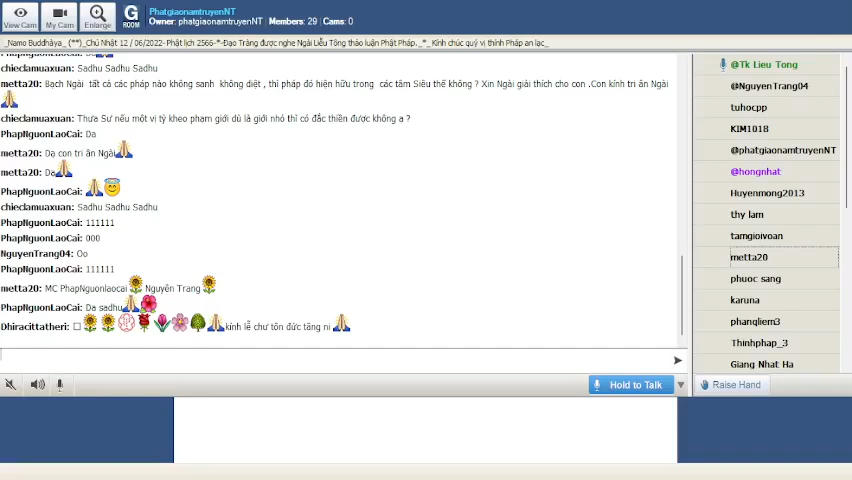 View Cam
My Cam
Enlarge
G
ROOM
PhatgiaonamtruyenNT
Owner: phatgiaonamtruyenNT | Members: 29 | Cams: 0
_Namo Buddhàya_ (**)_Chủ Nhật 12 / 06/2022- Phật lịch 2566-*-Đạo Tràng được nghe Ngài Liễu Tông thảo luận Phật Pháp._*_ Kính chúc quý vị thính Pháp an lạc_
chieclamuaxuan: Sadhu Sadhu Sadhu
metta20: Bạch Ngài tất cả các pháp nào không sanh không diệt , thì pháp đó hiện hữu trong các tâm Siêu thế không ? Xin Ngài giải thích cho con .Con kính tri ân Ngài
chieclamuaxuan: Thưa Sư nếu một vị tỳ kheo phạm giới dù là giới nhỏ thì có đắc thiền được không ạ ?
PhapNguonLaoCai: Da
metta20: Dạ con tri ân Ngài
metta20: Da
PhapNguonLaoCai:
chieclamuaxuan: Sadhu Sadhu Sadhu
PhapNguonLaoCai: 111111
PhapNguonLaoCai: 000
NguyenTrang04: Oo
PhapNguonLaoCai: 111111
metta20: MC PhapNguonlaocai Nguyên Trang
PhapNguonLaoCai: Da sadhu
Dhiracittatheri: kính lễ chư tôn đức tăng ni
Hold to Talk
@Tk Lieu Tong
@NguyenTrang04
tuhocpp
KIM1018
@phatgiaonamtruyenNT
@hongnhat
Huyenmong2013
thy lam
tamgioivoan
metta20
phuoc sang
karuna
phangliem3
Thinhphap_3
Giang Nhat Ha
Raise Hand